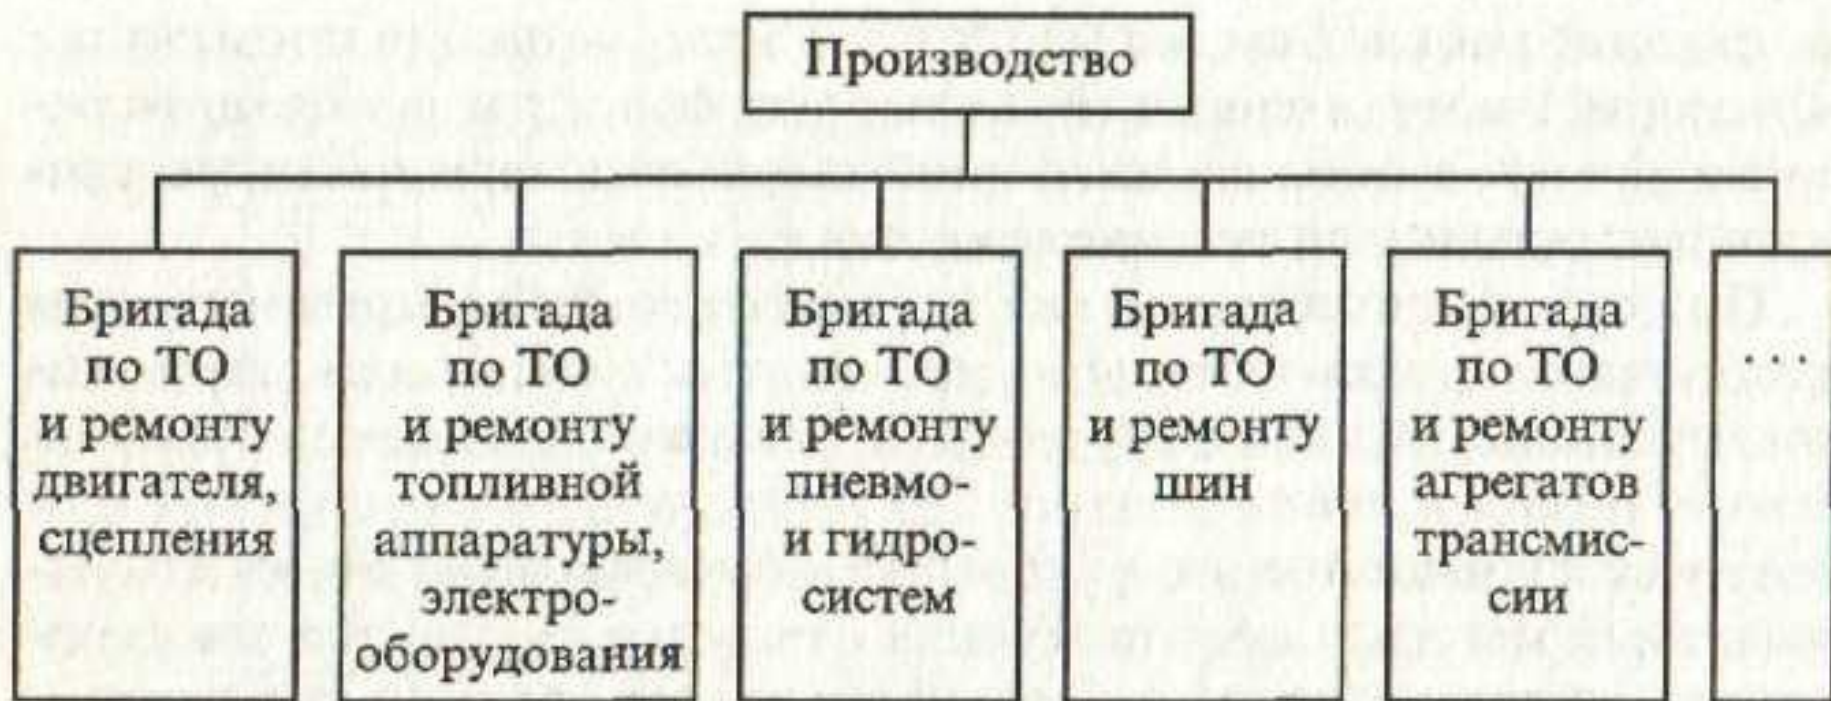 Производство
Бригада
по ТО
и ремонту
двигателя,
сцепления
Бригада
по ТО
и ремонту
топливной
аппаратуры,
электро-
оборудования
Бригада
по ТО
и ремонту
пневмо-
и гидро-
систем
Бригада
по ТО
и ремонту
шин
Бригада
по ТО
и ремонту
агрегатов
трансмис-
сии
...